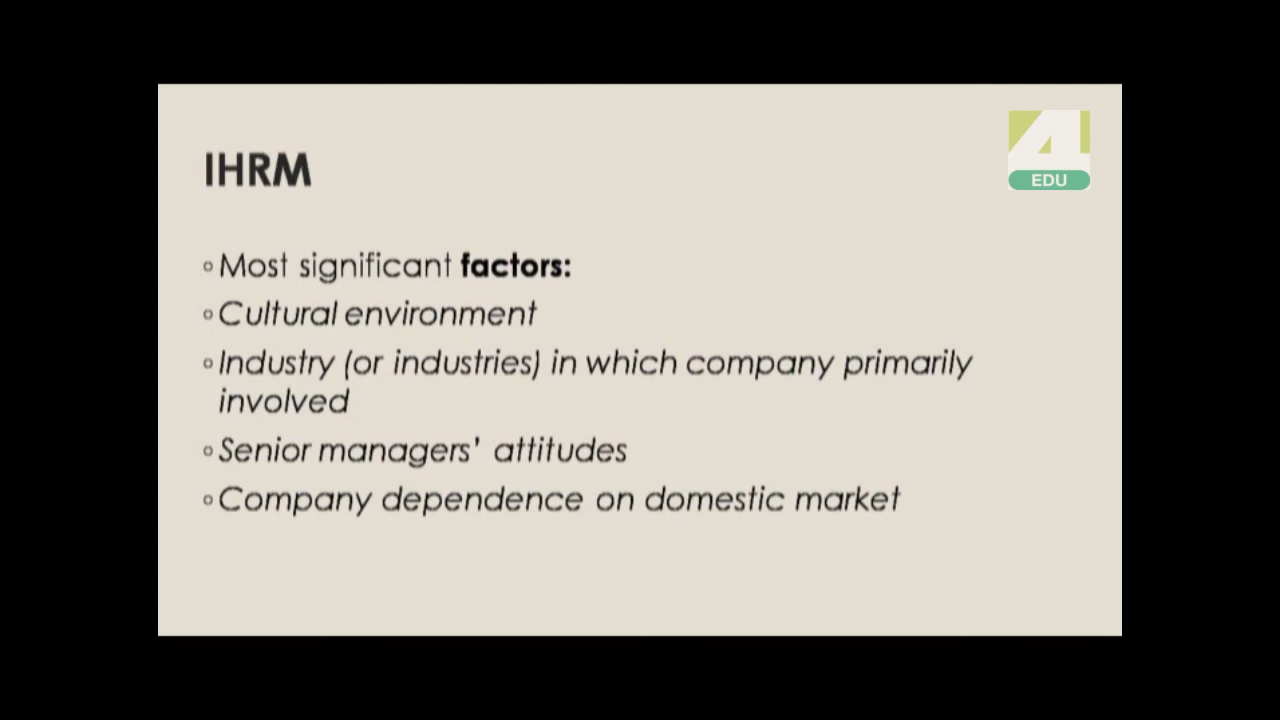 4
EDU
IHRM
◦Most significant factors:
◦Cultural environment
◦Industry (or industries) in which company primarily
involved
◦Senior managers’ attitudes
◦Company dependence on domestic market